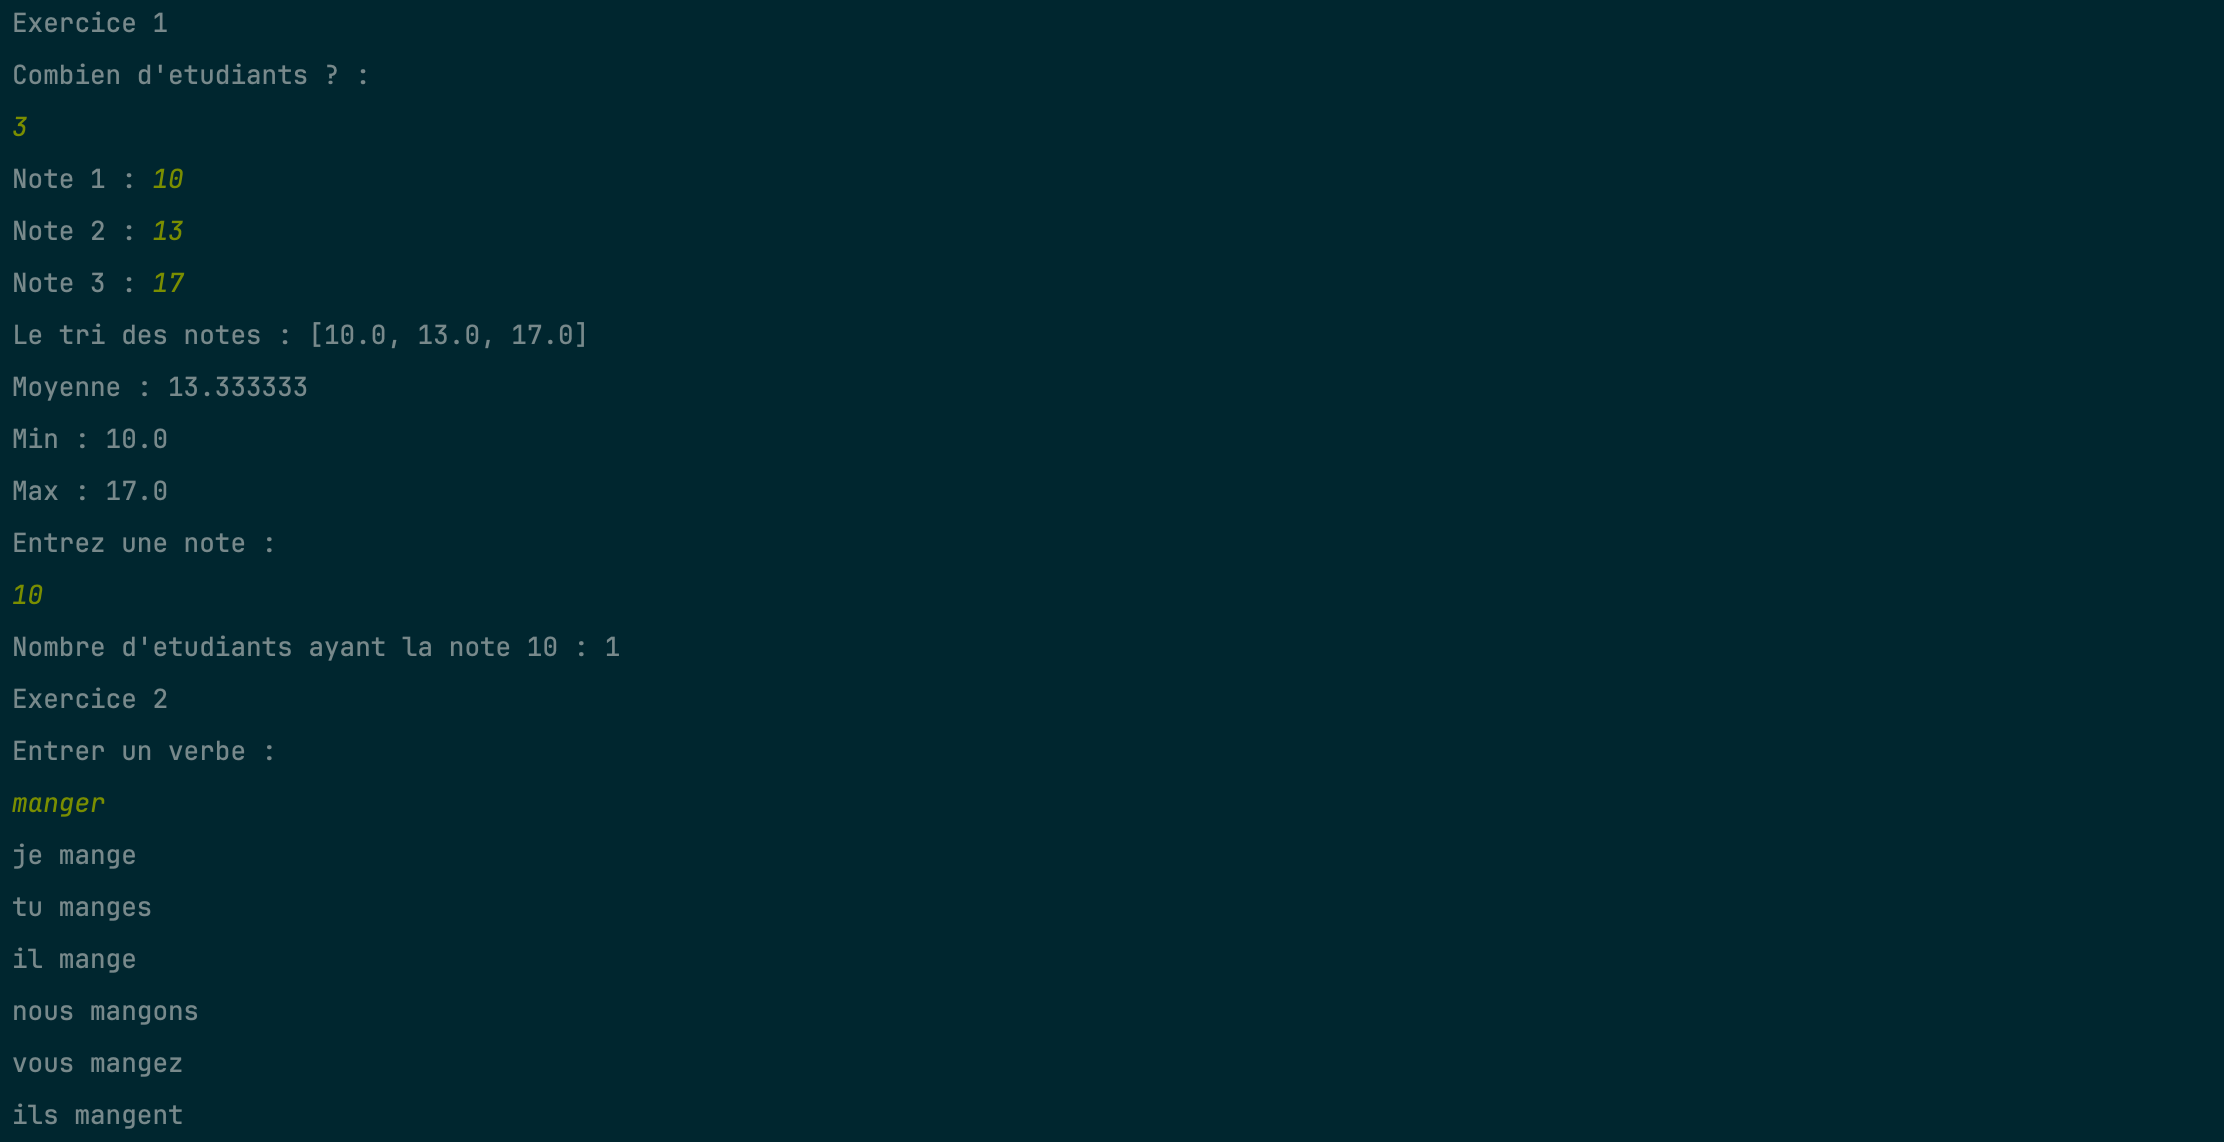 Exercice 1
Combien d'etudiants ? :
3
Note 1 : 10
Note 2 : 13
Note 3 : 17
Le tri des notes : [10.0, 13.0, 17.0]
Moyenne : 13.333333
Min : 10.0
Max : 17.0
Entrez une note :
10
Nombre d'etudiants ayant la note 10 : 1
Exercice 2
Entrer un verbe :
manger
je mange
tu manges
il mange
nous mangons
vous mangez
ils mangent